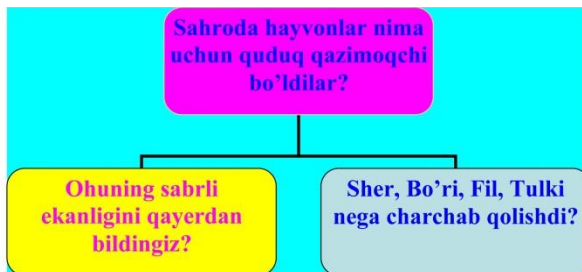 Sahroda hayvonlar nima
uchun quduq qazimoqchi
bo’ldilar?
Ohuning sabrli
ekanligini qayerdan
bildingiz?
Sher, Bo’ri, Fil, Tulki
nega charchab qolishdi?